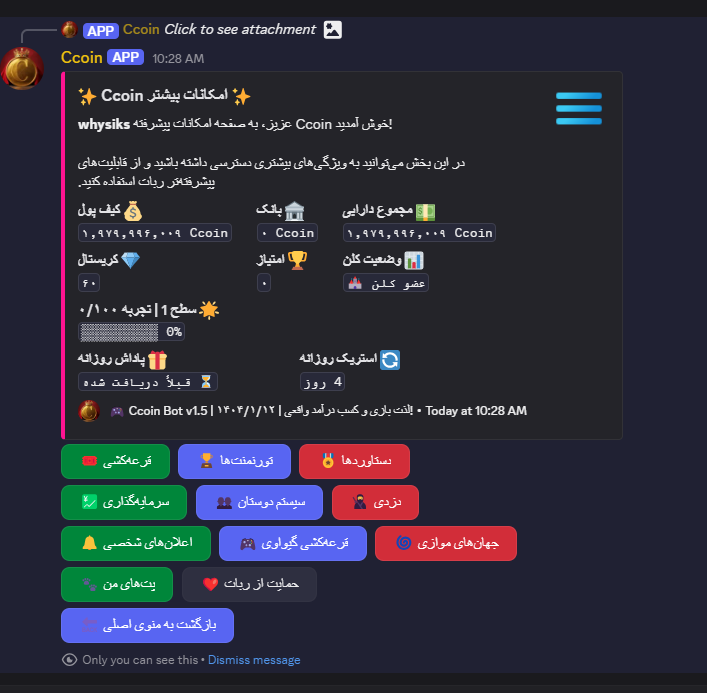 APP Ccoin Click to see attachment
Ccoin APP 10:28 AM
✨ امکانات بیشتر Ccoin ✨
whysiks عزیز، به صفحه امکانات پیشرفته Ccoin خوش آمدید!
در این بخش می‌توانید به ویژگی‌های بیشتری دسترسی داشته باشید و از قابلیت‌های
پیشرفته‌تر ربات استفاده کنید.
💰 کیف پول
🏦 بانک
💵 مجموع دارایی
۱,۹۷۹,۹۹۶,۰۰۹ Ccoin
۰ Ccoin
۱,۹۷۹,۹۹۶,۰۰۹ Ccoin
💎 کریستال
🏆 امتیاز
📊 وضعیت کلن
۶۰
۰
عضو کلن 🏰
🌟 سطح 1 | تجربه ۰/۱۰۰
▒▒▒▒▒▒▒▒▒▒ 0%
🎁 پاداش روزانه
🔄 استریک روزانه
⏳ قبلاً دریافت شده
4 روز
🎮 Ccoin Bot v1.5 | ۱۴۰۴/۱/۱۲ | لذت بازی و کسب درآمد واقعی! • Today at 10:28 AM
🎟️ قرعه‌کشی
🏆 تورنمنت‌ها
🏅 دستاوردها
💹 سرمایه‌گذاری
👥 سیستم دوستان
🥷 دزدی
🔔 اعلان‌های شخصی
🎮 قرعه‌کشی گیواوی
🌀 جهان‌های موازی
🐾 پت‌های من
❤️ حمایت از ربات
بازگشت به منوی اصلی
Only you can see this • Dismiss message